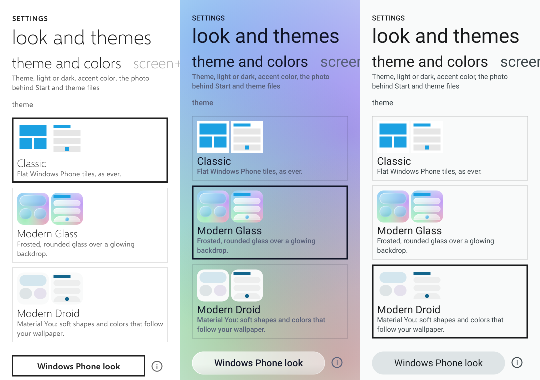 SETTINGS
look and themes
theme and colors screen
Theme, light or dark, accent color, the photo
behind Start and theme files
theme
Classic
Flat Windows Phone tiles, as ever.
Modern Glass
Frosted, rounded glass over a glowing
backdrop.
Modern Droid
Material You: soft shapes and colors that follow
your wallpaper.
Windows Phone look
SETTINGS
look and themes
theme and colors screen
Theme, light or dark, accent color, the photo
behind Start and theme files
theme
Classic
Flat Windows Phone tiles, as ever.
Modern Glass
Frosted, rounded glass over a glowing
backdrop.
Modern Droid
Material You: soft shapes and colors that
follow your wallpaper.
Windows Phone look
SETTINGS
look and themes
theme and colors screen
Theme, light or dark, accent color, the photo
behind Start and theme files
theme
Classic
Flat Windows Phone tiles, as ever.
Modern Glass
Frosted, rounded glass over a glowing
backdrop.
Modern Droid
Material You: soft shapes and colors that
follow your wallpaper.
Windows Phone look